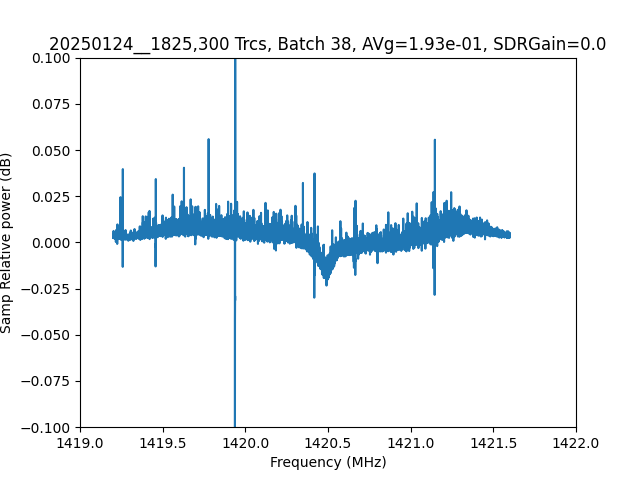 20250124__1825,300 Trcs, Batch 38, AVg=1.93e-01, SDRGain=0.0
0.100
0.075
0.050
0.025
0.000
−0.025
−0.050
−0.075
−0.100
Samp Relative power (dB)
1419.0 1419.5 1420.0 1420.5 1421.0 1421.5 1422.0
Frequency (MHz)